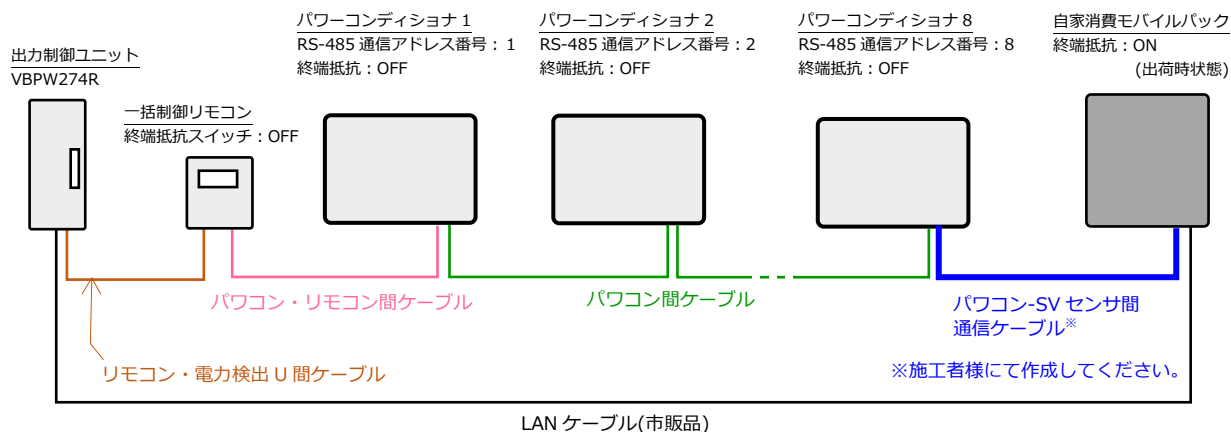 出力制御ユニット
VBPW274R
一括制御リモコン
終端抵抗スイッチ：OFF
パワーコンディショナ 1
RS-485 通信アドレス番号：1
終端抵抗：OFF
パワーコンディショナ 2
RS-485 通信アドレス番号：2
終端抵抗：OFF
パワーコンディショナ 8
RS-485 通信アドレス番号：8
終端抵抗：OFF
自家消費モバイルパック
終端抵抗：ON
(出荷時状態)
パワコン・リモコン間ケーブル
パワコン間ケーブル
パワコン-SV センサ間
通信ケーブル※
リモコン・電力検出 U 間ケーブル
※施工者様にて作成してください。
LAN ケーブル(市販品)